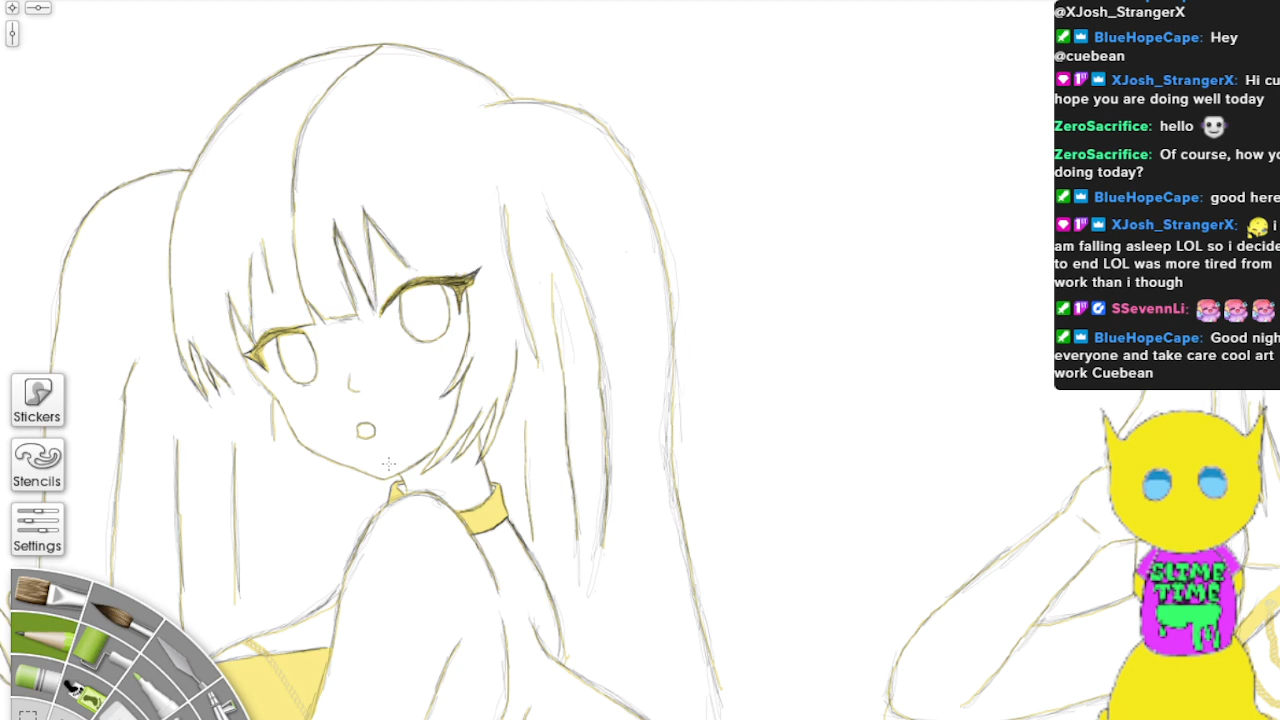 @XJosh_StrangerX
BlueHopeCape: Hey
@cuebean
XJosh_StrangerX: Hi cu
hope you are doing well today
ZeroSacrifice: hello
ZeroSacrifice: Of course, how yo
doing today?
BlueHopeCape: good here
XJosh_StrangerX: i
am falling asleep LOL so i decide
to end LOL was more tired from
work than i though
SSevennLi:
BlueHopeCape: Good nigh
everyone and take care cool art
work Cuebean
Stickers
Stencils
Settings
SLIME
TIME